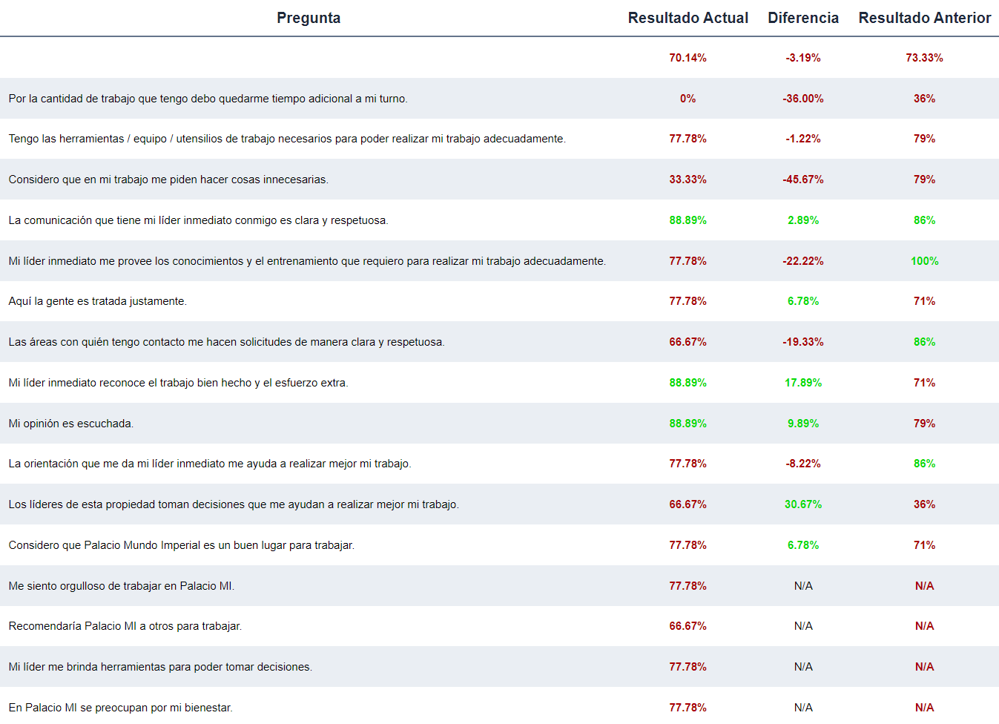 Pregunta Resultado Actual Diferencia Resultado Anterior
70.14% -3.19% 73.33%
Por la cantidad de trabajo que tengo debo quedarme tiempo adicional a mi turno. 0% -36.00% 36%
Tengo las herramientas / equipo / utensilios de trabajo necesarios para poder realizar mi trabajo adecuadamente. 77.78% -1.22% 79%
Considero que en mi trabajo me piden hacer cosas innecesarias. 33.33% -45.67% 79%
La comunicación que tiene mi líder inmediato conmigo es clara y respetuosa. 88.89% 2.89% 86%
Mi líder inmediato me provee los conocimientos y el entrenamiento que requiero para realizar mi trabajo adecuadamente. 77.78% -22.22% 100%
Aquí la gente es tratada justamente. 77.78% 6.78% 71%
Las áreas con quién tengo contacto me hacen solicitudes de manera clara y respetuosa. 66.67% -19.33% 86%
Mi líder inmediato reconoce el trabajo bien hecho y el esfuerzo extra. 88.89% 17.89% 71%
Mi opinión es escuchada. 88.89% 9.89% 79%
La orientación que me da mi líder inmediato me ayuda a realizar mejor mi trabajo. 77.78% -8.22% 86%
Los líderes de esta propiedad toman decisiones que me ayudan a realizar mejor mi trabajo. 66.67% 30.67% 36%
Considero que Palacio Mundo Imperial es un buen lugar para trabajar. 77.78% 6.78% 71%
Me siento orgulloso de trabajar en Palacio MI. 77.78% N/A N/A
Recomendaría Palacio MI a otros para trabajar. 66.67% N/A N/A
Mi líder me brinda herramientas para poder tomar decisiones. 77.78% N/A N/A
En Palacio MI se preocupan por mi bienestar. 77.78% N/A N/A